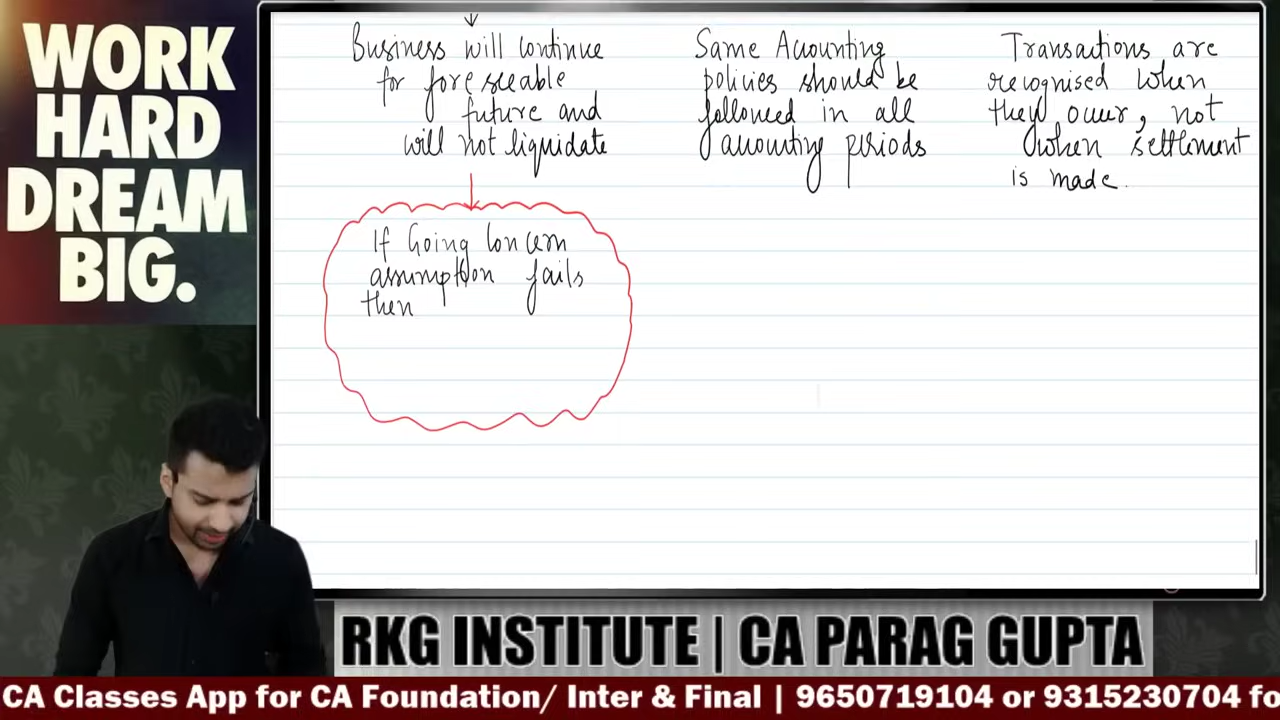 WORK
HARD
DREAM
BIG.
Business will continue
for foreseeable
future and
will not liquidate
Same Accounting
policies should be
followed in all
accounting periods
Transactions are
recognised when
they occur, not
when settlement
is made.
If Going Concern
assumption fails
then
RKG INSTITUTE | CA PARAG GUPTA
CA Classes App for CA Foundation/ Inter & Final | 9650719104 or 9315230704 fo